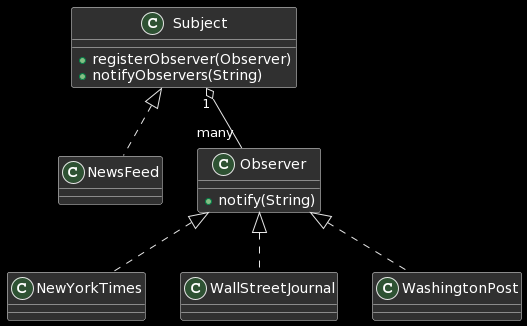 C Subject
registerObserver(Observer)
notifyObservers(String)
1
many
C NewsFeed
C Observer
notify(String)
C NewYorkTimes
C WallStreetJournal
C WashingtonPost